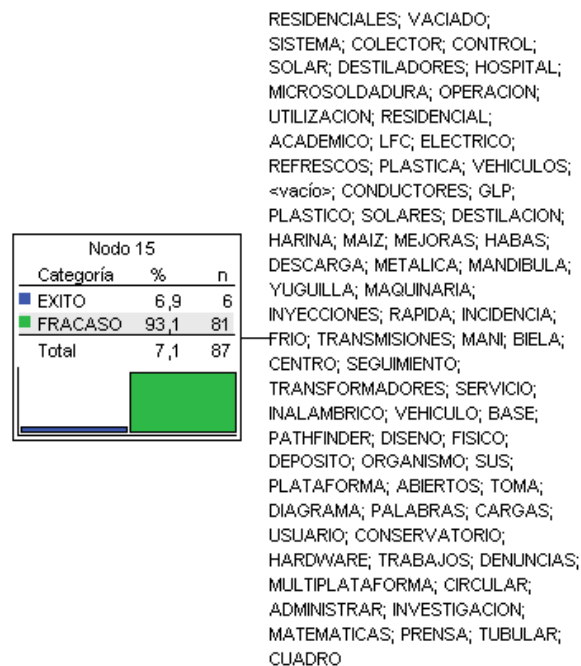 RESIDENCIALES; VACIADO;
SISTEMA; COLECTOR; CONTROL;
SOLAR; DESTILADORES; HOSPITAL;
MICROSOLDADURA; OPERACION;
UTILIZACION; RESIDENCIAL;
ACADEMICO; LFC; ELECTRICO;
REFRESCOS; PLASTICA; VEHICULOS;
<vacío>; CONDUCTORES; GLP;
PLASTICO; SOLARES; DESTILACION;
HARINA; MAIZ; MEJORAS; HABAS;
DESCARGA; METALICA; MANDIBULA;
YUGUILLA; MAQUINARIA;
INYECCIONES; RAPIDA; INCIDENCIA;
FRIO; TRANSMISIONES; MANI; BIELA;
CENTRO; SEGUIMIENTO;
TRANSFORMADORES; SERVICIO;
INALAMBRICO; VEHICULO; BASE;
PATHFINDER; DISENO; FISICO;
DEPOSITO; ORGANISMO; SUS;
PLATAFORMA; ABIERTOS; TOMA;
DIAGRAMA; PALABRAS; CARGAS;
USUARIO; CONSERVATORIO;
HARDWARE; TRABAJOS; DENUNCIAS;
MULTIPLATAFORMA; CIRCULAR;
ADMINISTRAR; INVESTIGACION;
MATEMATICAS; PRENSA; TUBULAR;
CUADRO
Nodo 15
Categoría % n
EXITO 6,9 6
FRACASO 93,1 81
Total 7,1 87